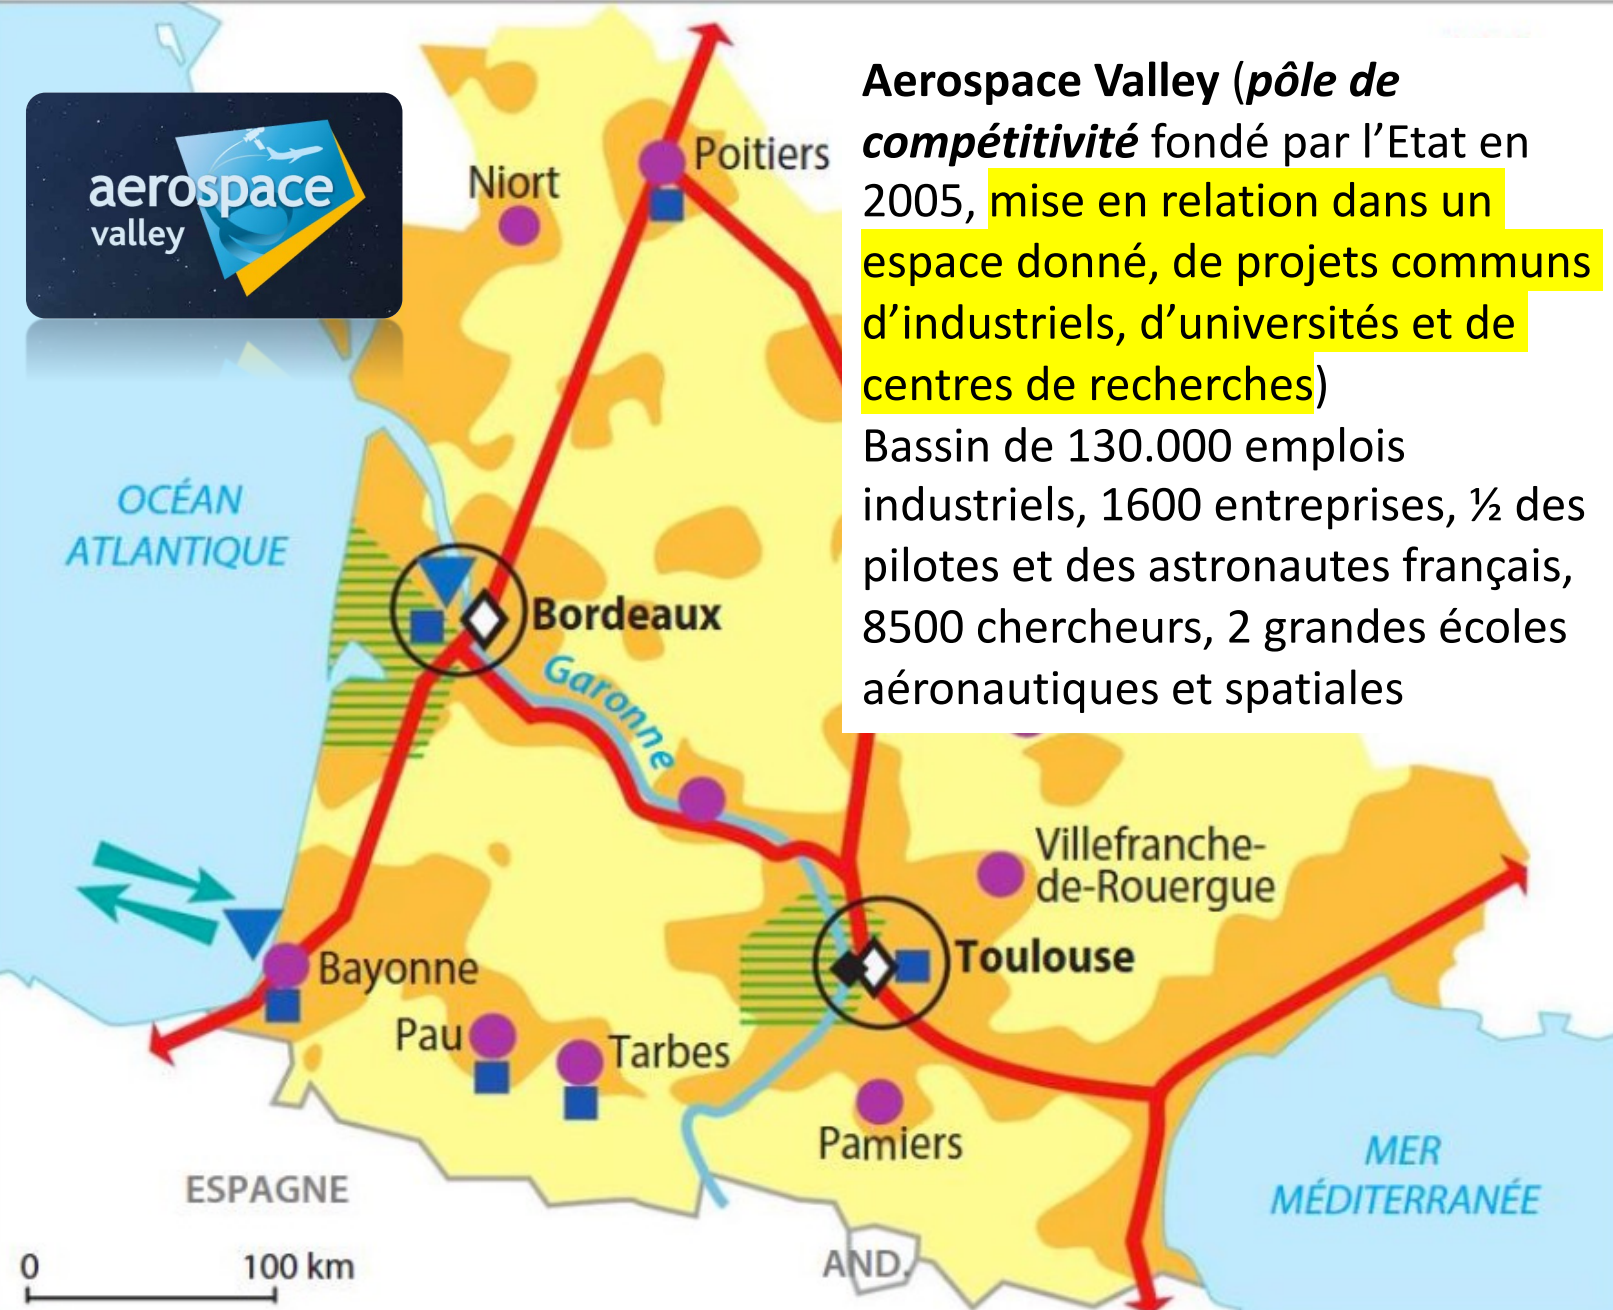 Aerospace Valley (pôle de
compétitivité fondé par l’Etat en
2005, mise en relation dans un
espace donné, de projets communs
d’industriels, d’universités et de
centres de recherches)
Bassin de 130.000 emplois
industriels, 1600 entreprises, ½ des
pilotes et des astronautes français,
8500 chercheurs, 2 grandes écoles
aéronautiques et spatiales
aerospace
valley
Poitiers
Niort
OCÉAN
ATLANTIQUE
Bordeaux
Garonne
Villefranche-
de-Rouergue
Toulouse
Bayonne
Pau
Tarbes
Pamiers
MER
MÉDITERRANÉE
ESPAGNE
AND.
0 100 km